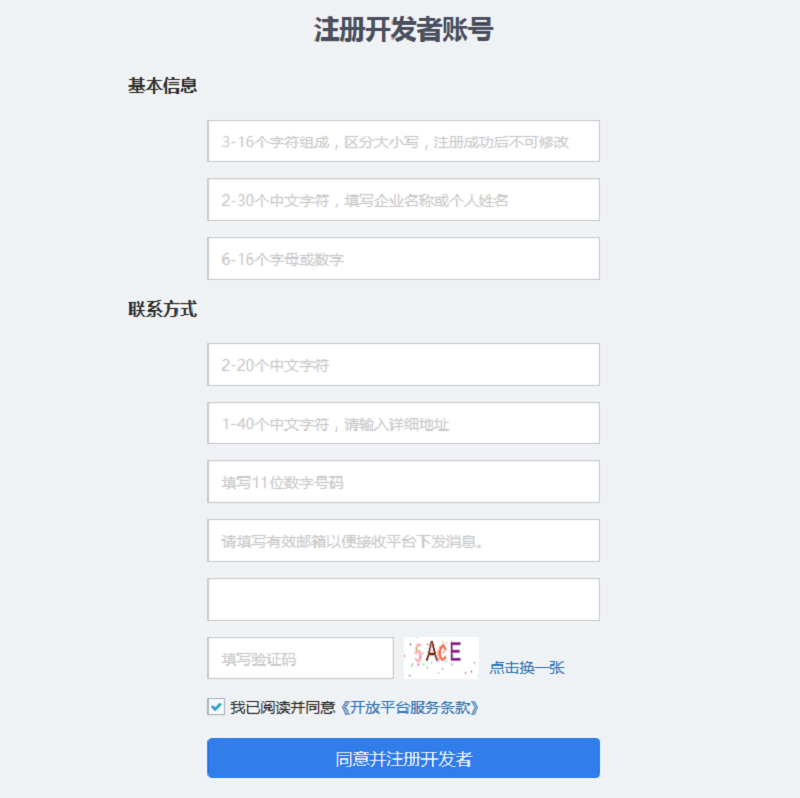 注册开发者账号
基本信息
3-16个字符组成，区分大小写，注册成功后不可修改
2-30个中文字符，填写企业名称或个人姓名
6-16个字母或数字
联系方式
2-20个中文字符
1-40个中文字符，请输入详细地址
填写11位数字号码
请填写有效邮箱以便接收平台下发消息。
填写验证码
点击换一张
我已阅读并同意《开放平台服务条款》
同意并注册开发者